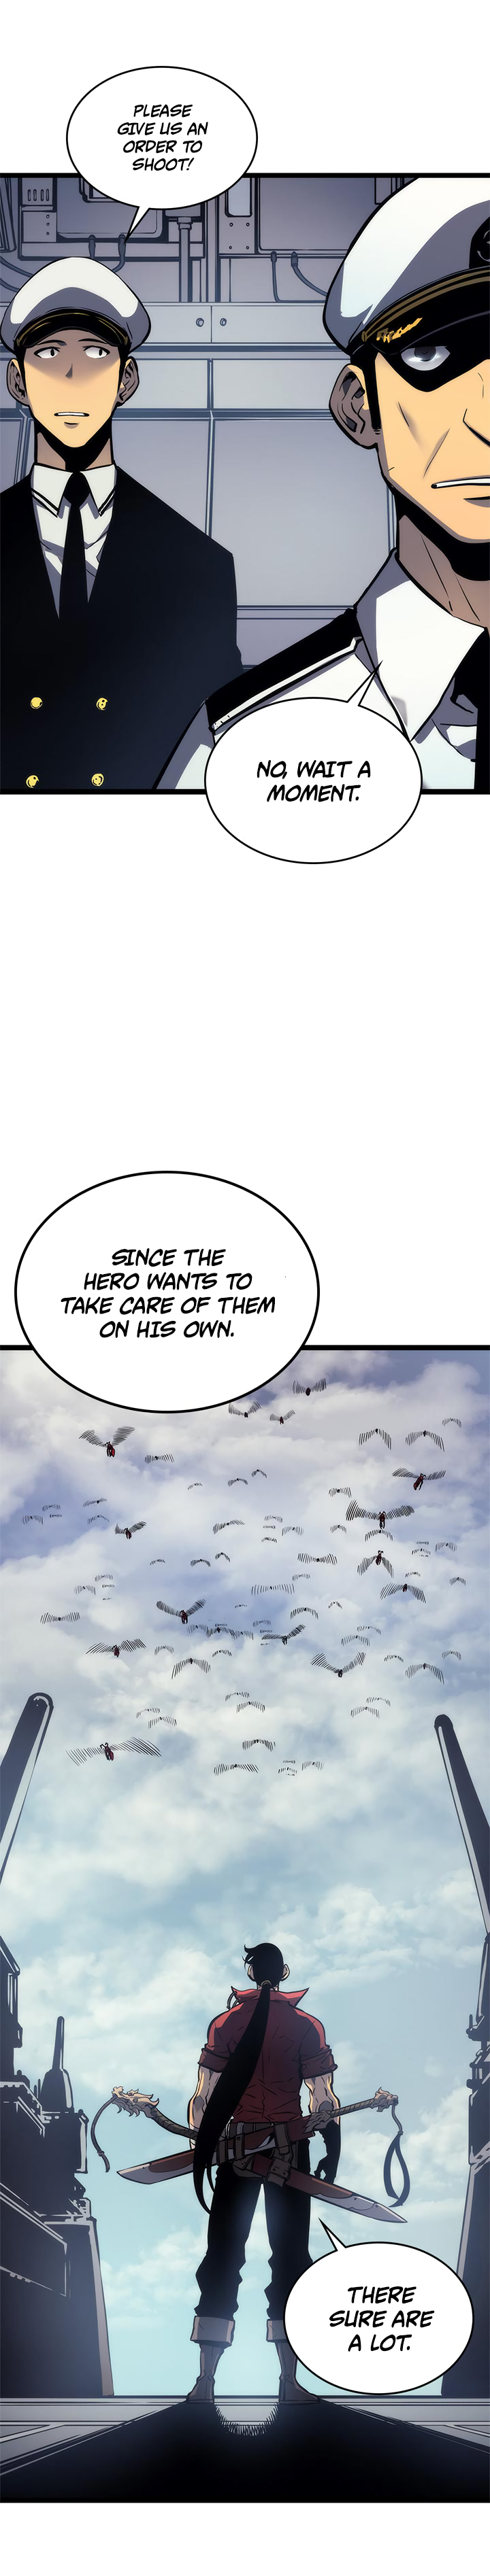 PLEASE
GIVE US AN
ORDER TO
SHOOT!
NO, WAIT A
MOMENT.
SINCE THE
HERO WANTS TO
TAKE CARE OF THEM
ON HIS OWN.
THERE
SURE ARE
A LOT.